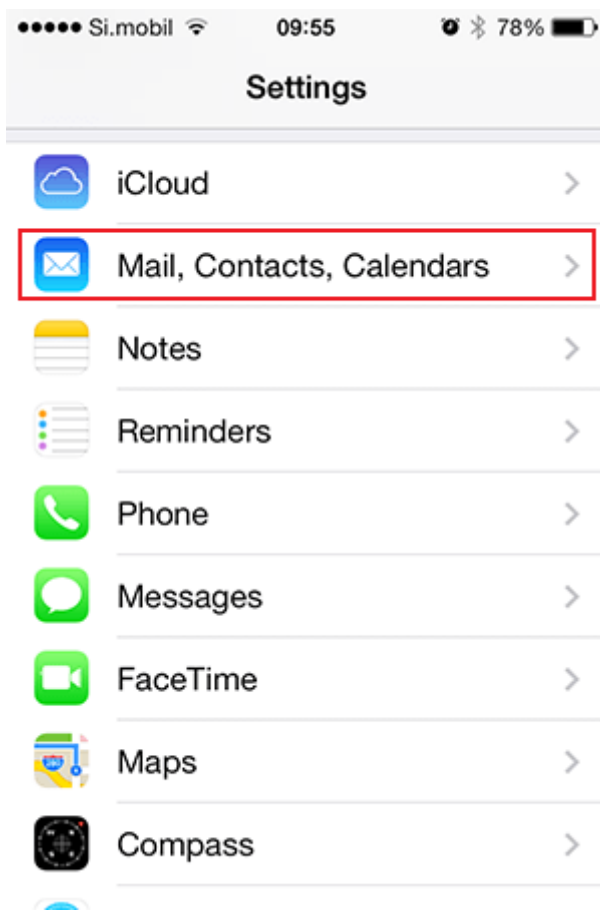 Si.mobil 09:55 78%
Settings
iCloud
Mail, Contacts, Calendars
Notes
Reminders
Phone
Messages
FaceTime
Maps
Compass